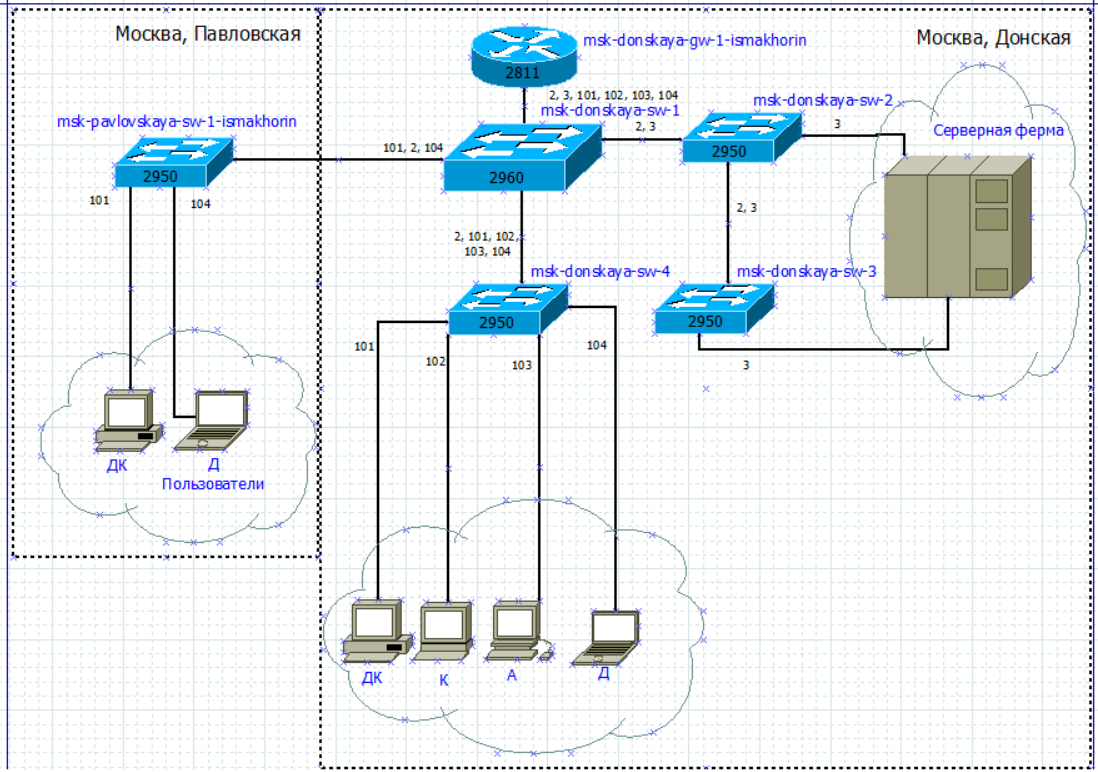 Москва, Павловская
Москва, Донская
msk-donskaya-gw-1-ismakhorin
2811
2, 3, 101, 102, 103, 104
msk-donskaya-sw-1
msk-donskaya-sw-2
msk-pavlovskaya-sw-1-ismakhorin
2, 3
3
Серверная ферма
101, 2, 104
2950
2960
2950
101
104
2, 3
2, 101, 102,
103, 104
msk-donskaya-sw-4
msk-donskaya-sw-3
2950
2950
101
102
103
104
3
ДК
Д
Пользователи
ДК
К
А
Д